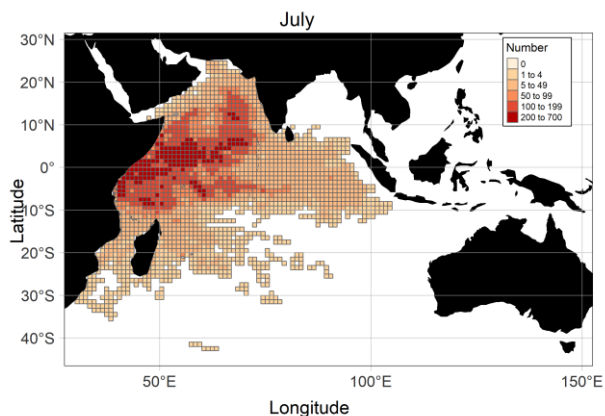 July
30°N
20°N
10°N
0°
10°S
20°S
30°S
40°S
Latitude
Number
0
1 to 4
5 to 49
50 to 99
100 to 199
200 to 700
50°E
100°E
150°E
Longitude